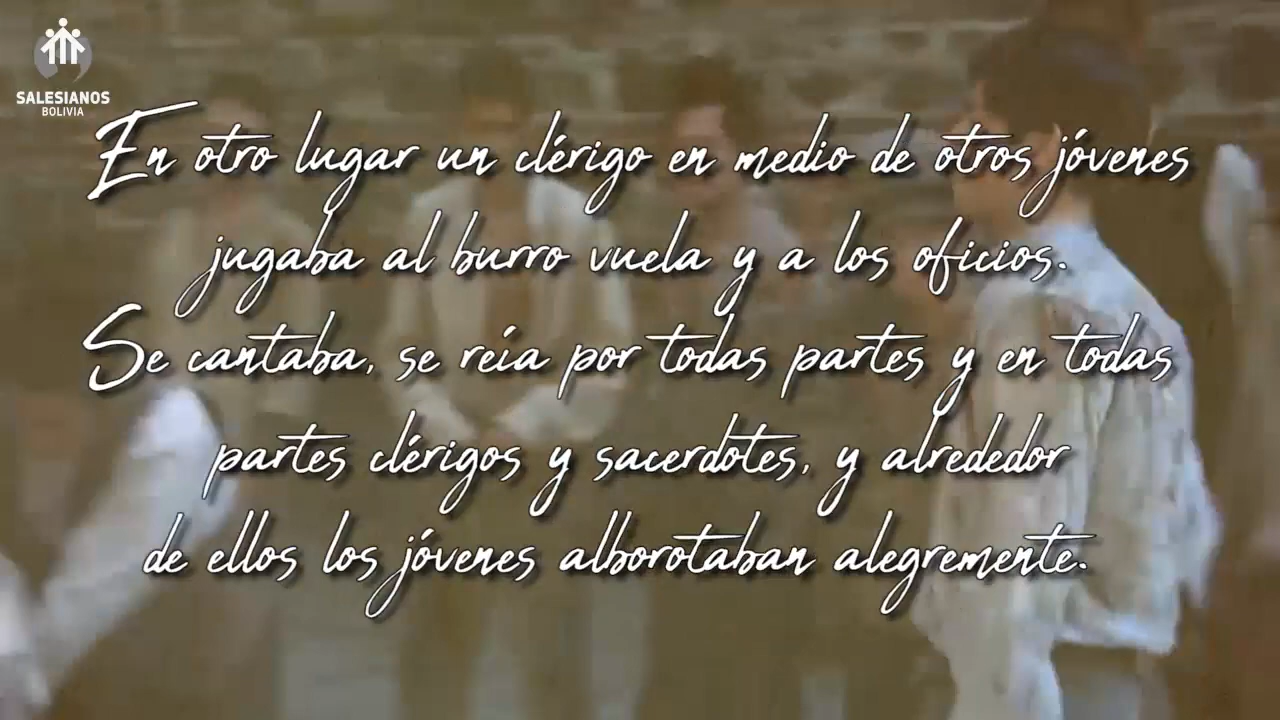 SALESIANOS
BOLIVIA
En otro lugar un clérigo en medio de otros jóvenes
jugaba al burro vuela y a los oficios.
Se cantaba, se reía por todas partes y en todas
partes clérigos y sacerdotes, y alrededor
de ellos los jóvenes alborotaban alegremente.